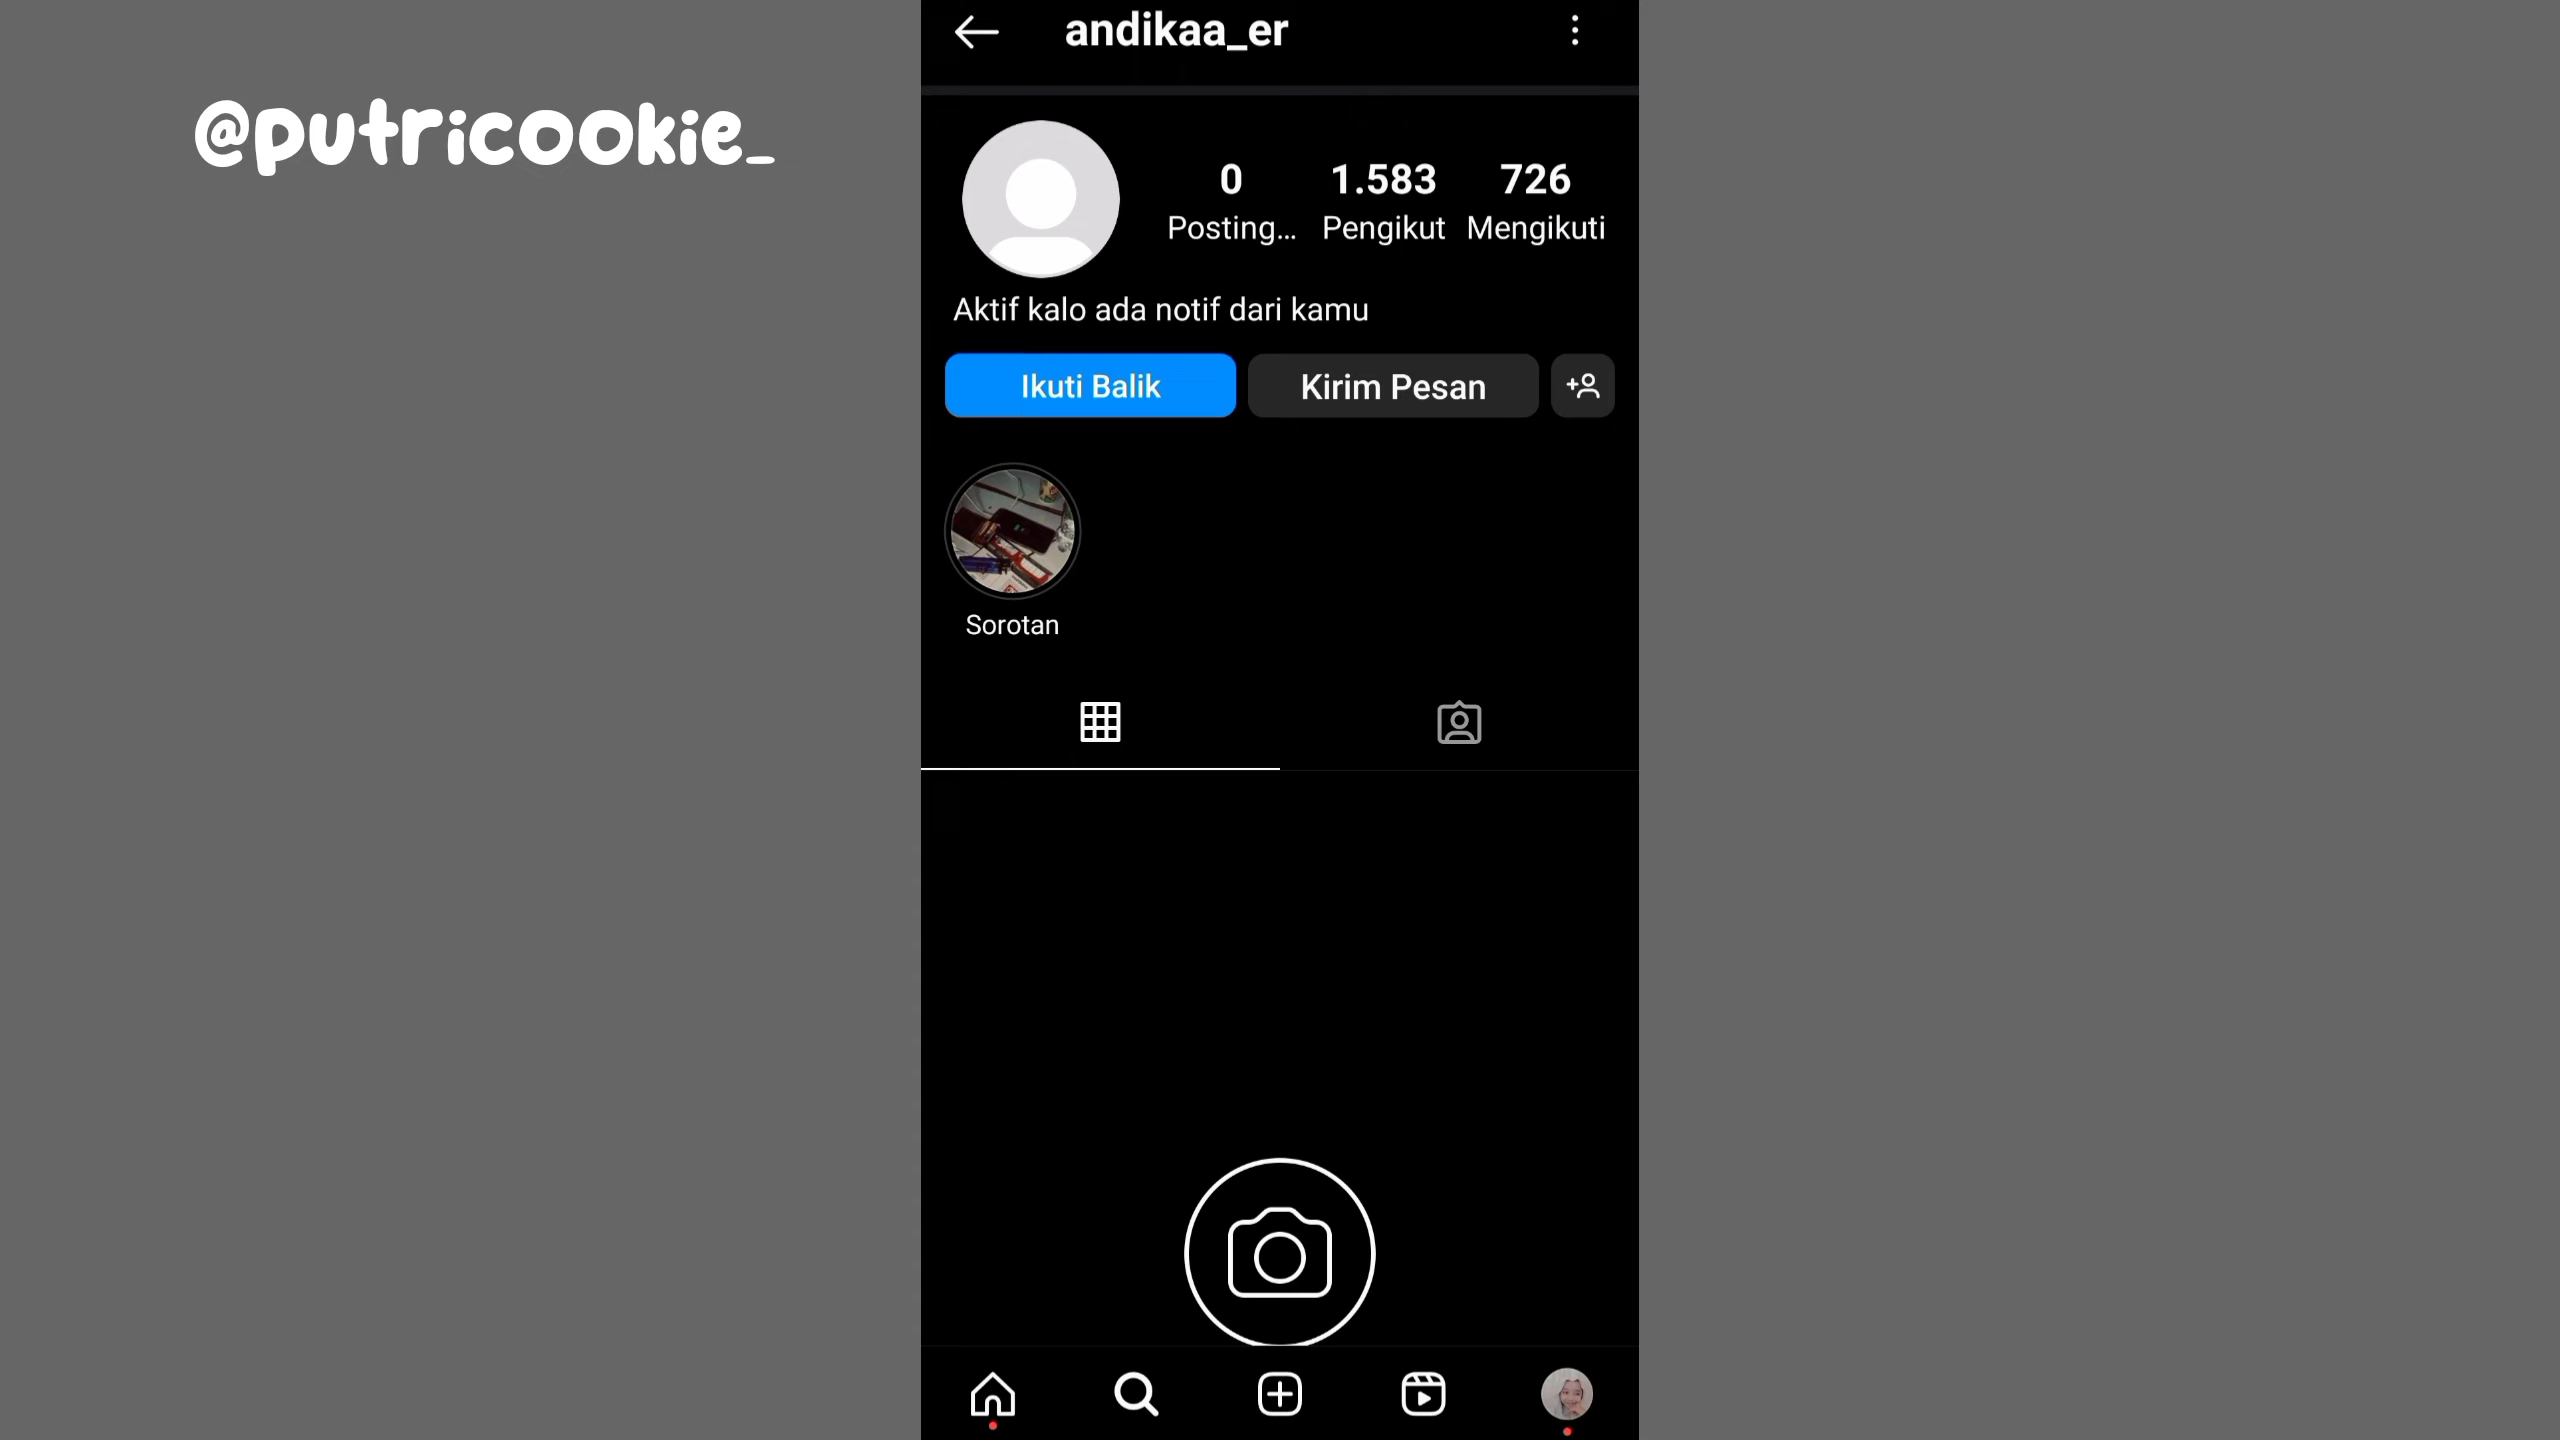 @putricookie_
andikaa_er
0 1.583 726
Posting... Pengikut Mengikuti
Aktif kalo ada notif dari kamu
Ikuti Balik Kirim Pesan
Sorotan